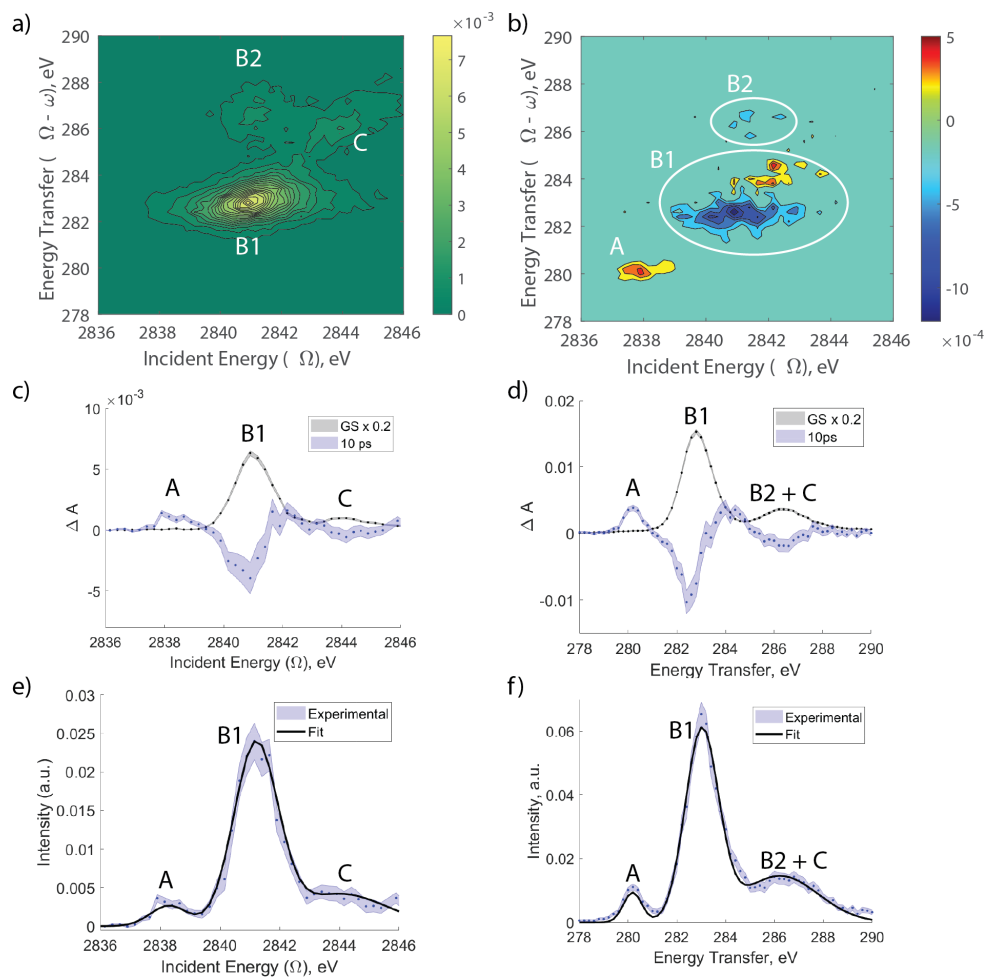 a)
×10⁻³
290
288
286
284
282
280
278
B2
C
B1
7
6
5
4
3
2
1
0
2836 2838 2840 2842 2844 2846
Energy Transfer ( Ω - ω), eV
Incident Energy ( Ω), eV
b)
290
288
286
284
282
280
278
B2
B1
A
5
0
-5
-10
×10⁻⁴
2836 2838 2840 2842 2844 2846
Energy Transfer ( Ω - ω), eV
Incident Energy ( Ω), eV
c)
10 ×10⁻³
5
0
-5
Δ A
GS x 0.2
10 ps
A
B1
C
2836 2838 2840 2842 2844 2846
Incident Energy (Ω), eV
d)
0.02
0.01
0
-0.01
Δ A
GS x 0.2
10ps
A
B1
B2 + C
278 280 282 284 286 288 290
Energy Transfer, eV
e)
0.03
0.025
0.02
0.015
0.01
0.005
0
Intensity (a.u.)
Experimental
Fit
A
B1
C
2836 2838 2840 2842 2844 2846
Incident Energy (Ω), eV
f)
0.06
0.04
0.02
0
Intensity, a.u.
Experimental
Fit
A
B1
B2 + C
278 280 282 284 286 288 290
Energy Transfer, eV